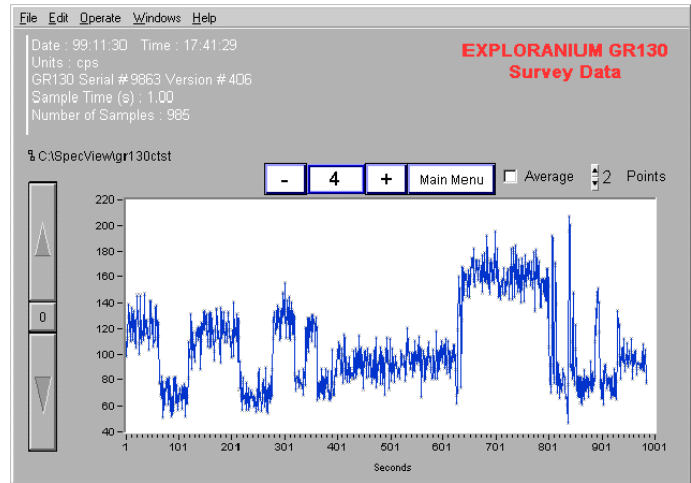 File Edit Operate Windows Help
Date : 99:11:30 Time : 17:41:29
Units : cps
GR130 Serial # 9863 Version # 406
Sample Time (s) : 1.00
Number of Samples : 985
EXPLORANIUM GR130
Survey Data
C:\SpecView\gr130ctst
- 4 + Main Menu Average 2 Points
0
220
200
180
160
140
120
100
80
60
40
1 101 201 301 401 501 601 701 801 901 1001
Seconds